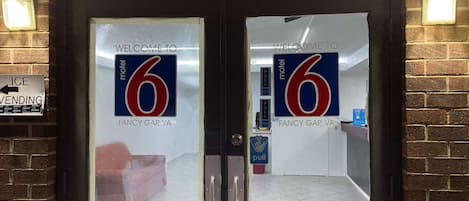 WELCOME TO
motel
6
FANCY GAP, VA
WELCOME TO
motel
6
FANCY GAP, VA
ICE
VENDING
pull